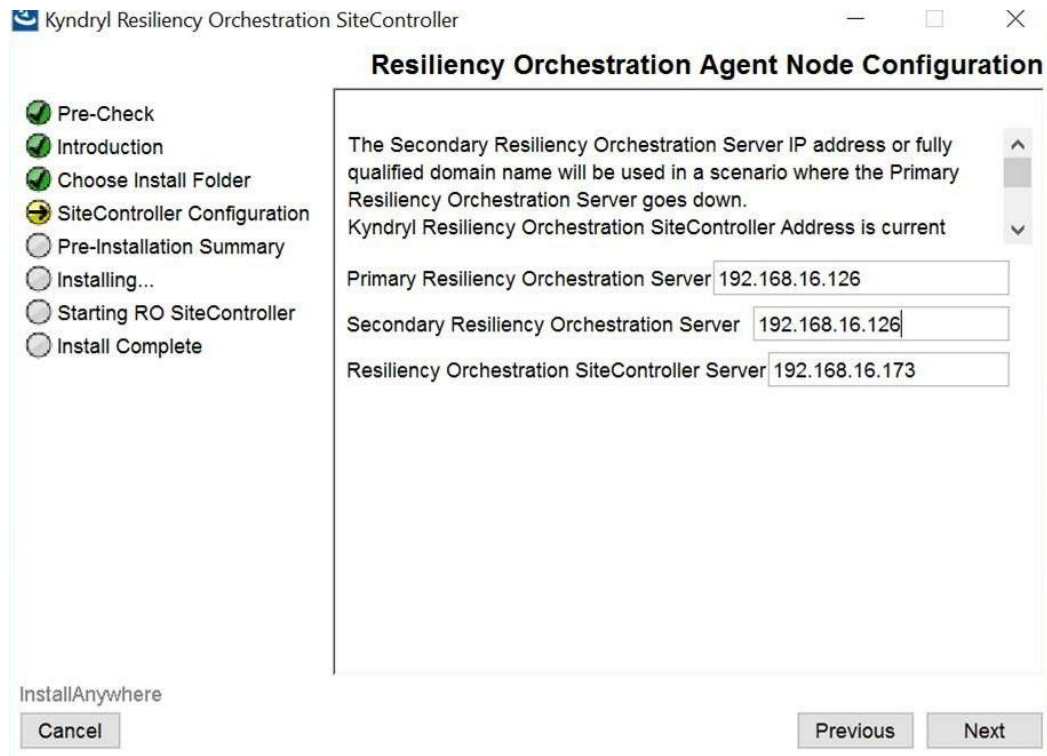 Kyndryl Resiliency Orchestration SiteController
Resiliency Orchestration Agent Node Configuration
Pre-Check
Introduction
Choose Install Folder
SiteController Configuration
Pre-Installation Summary
Installing...
Starting RO SiteController
Install Complete
The Secondary Resiliency Orchestration Server IP address or fully
qualified domain name will be used in a scenario where the Primary
Resiliency Orchestration Server goes down.
Kyndryl Resiliency Orchestration SiteController Address is current
Primary Resiliency Orchestration Server 192.168.16.126
Secondary Resiliency Orchestration Server 192.168.16.126
Resiliency Orchestration SiteController Server 192.168.16.173
InstallAnywhere
Cancel
Previous
Next